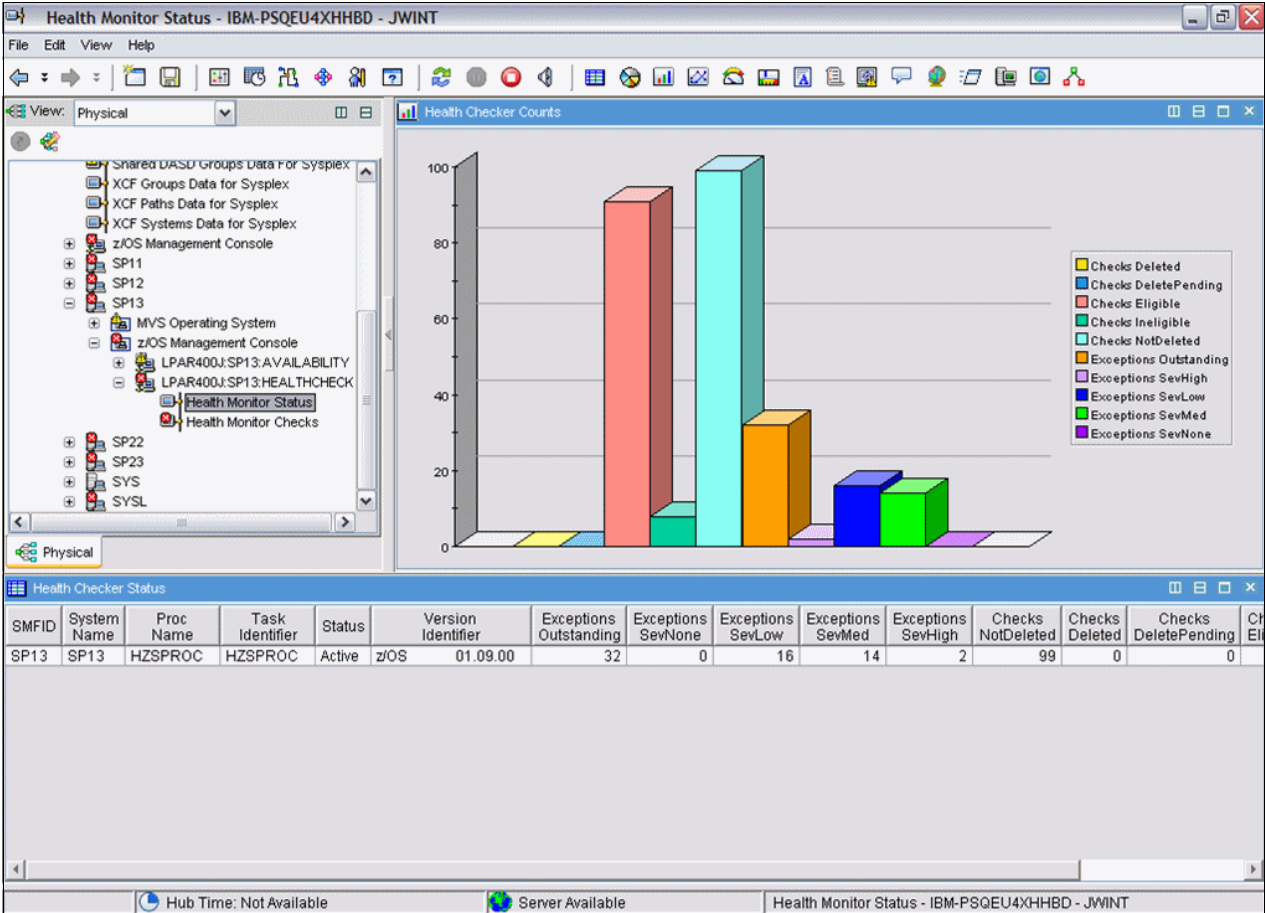 Health Monitor Status - IBM-PSQEU4XHHBD - JWINT
File Edit View Help
View: Physical
Shared DASD Groups Data For Sysplex
XCF Groups Data for Sysplex
XCF Paths Data for Sysplex
XCF Systems Data for Sysplex
z/OS Management Console
SP11
SP12
SP13
MVS Operating System
z/OS Management Console
LPAR400J:SP13:AVAILABILITY
LPAR400J:SP13:HEALTHCHECK
Health Monitor Status
Health Monitor Checks
SP22
SP23
SYS
SYSL
Physical
Health Checker Counts
100
80
60
40
20
0
Checks Deleted
Checks DeletePending
Checks Eligible
Checks Ineligible
Checks NotDeleted
Exceptions Outstanding
Exceptions SevHigh
Exceptions SevLow
Exceptions SevMed
Exceptions SevNone
Health Checker Status
SMFID System Name Proc Name Task Identifier Status Version Identifier Exceptions Outstanding Exceptions SevNone Exceptions SevLow Exceptions SevMed Exceptions SevHigh Checks NotDeleted Checks Deleted Checks DeletePending Ch Eli
SP13 SP13 HZSPROC HZSPROC Active z/OS 01.09.00 32 0 16 14 2 99 0 0
Hub Time: Not Available
Server Available
Health Monitor Status - IBM-PSQEU4XHHBD - JWINT